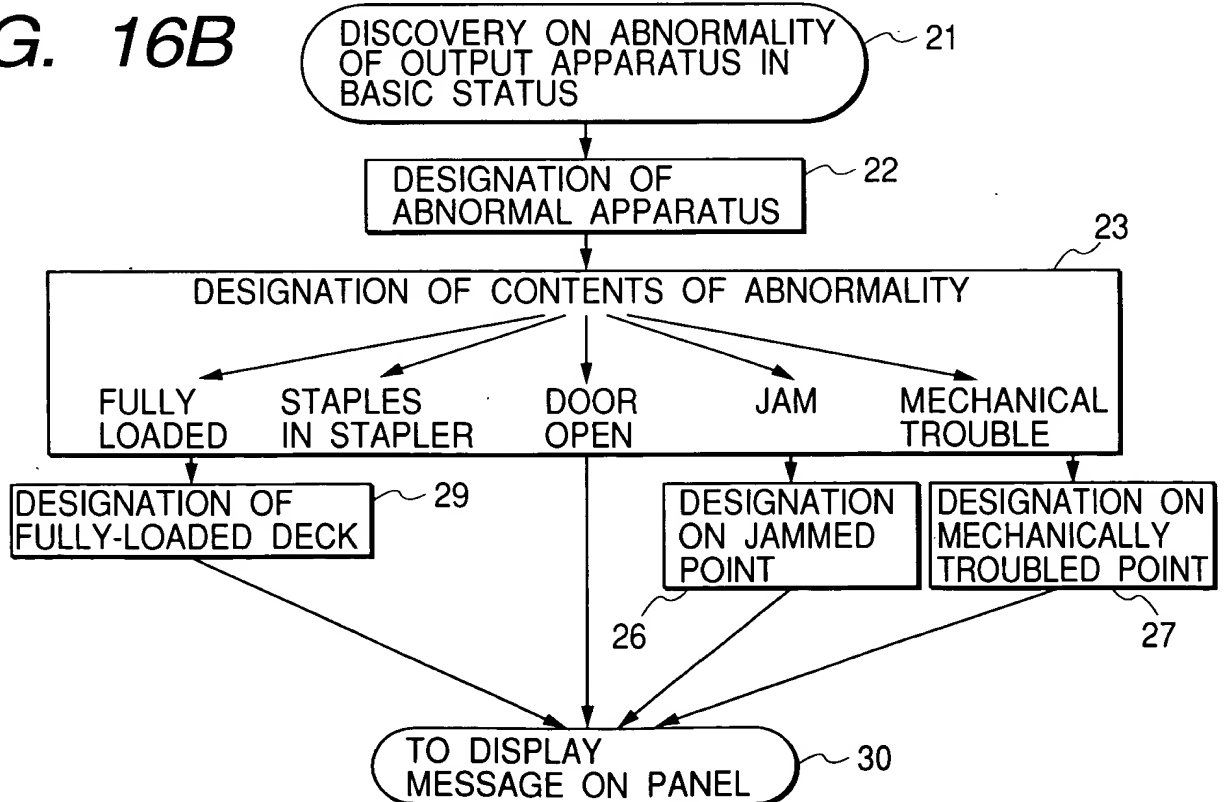 G. 16B
DISCOVERY ON ABNORMALITY
OF OUTPUT APPARATUS IN
BASIC STATUS
21
DESIGNATION OF
ABNORMAL APPARATUS
22
23
DESIGNATION OF CONTENTS OF ABNORMALITY
FULLY
LOADED
STAPLES
IN STAPLER
DOOR
OPEN
JAM
MECHANICAL
TROUBLE
DESIGNATION OF
FULLY-LOADED DECK
29
DESIGNATION
ON JAMMED
POINT
26
DESIGNATION ON
MECHANICALLY
TROUBLED POINT
27
TO DISPLAY
MESSAGE ON PANEL
30